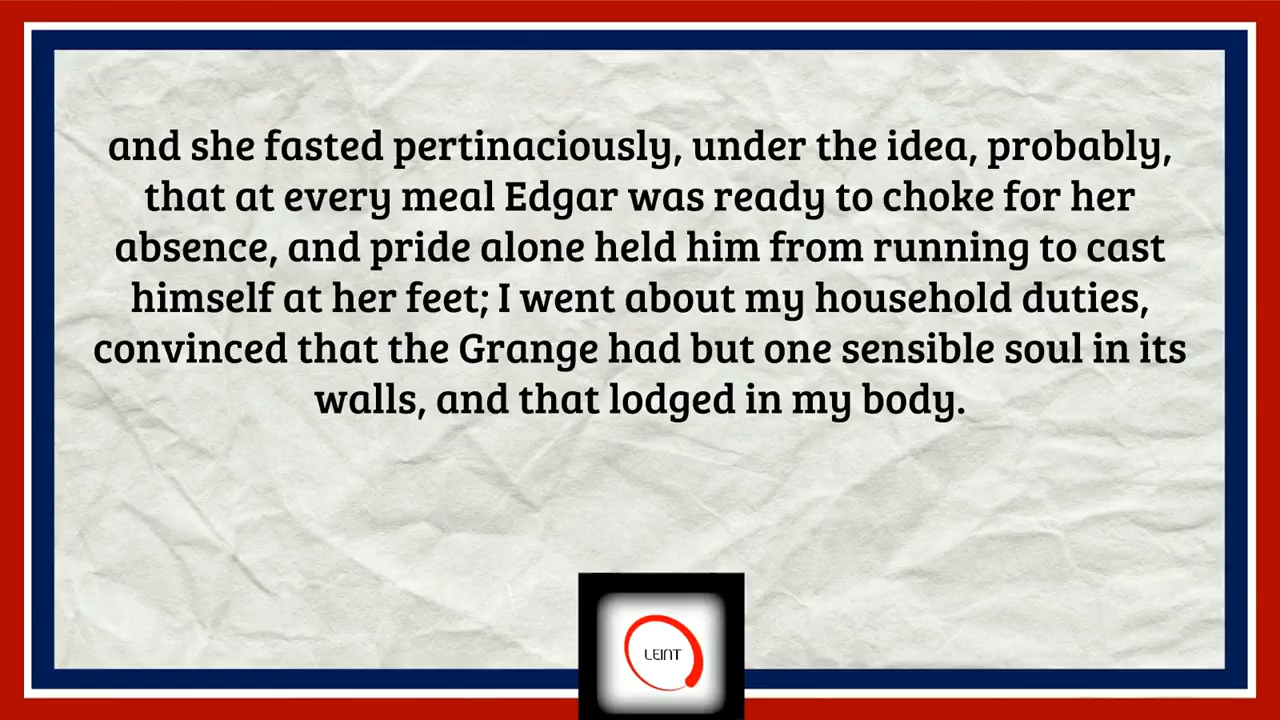 and she fasted pertinaciously, under the idea, probably,
that at every meal Edgar was ready to choke for her
absence, and pride alone held him from running to cast
himself at her feet; I went about my household duties,
convinced that the Grange had but one sensible soul in its
walls, and that lodged in my body.
LEINT